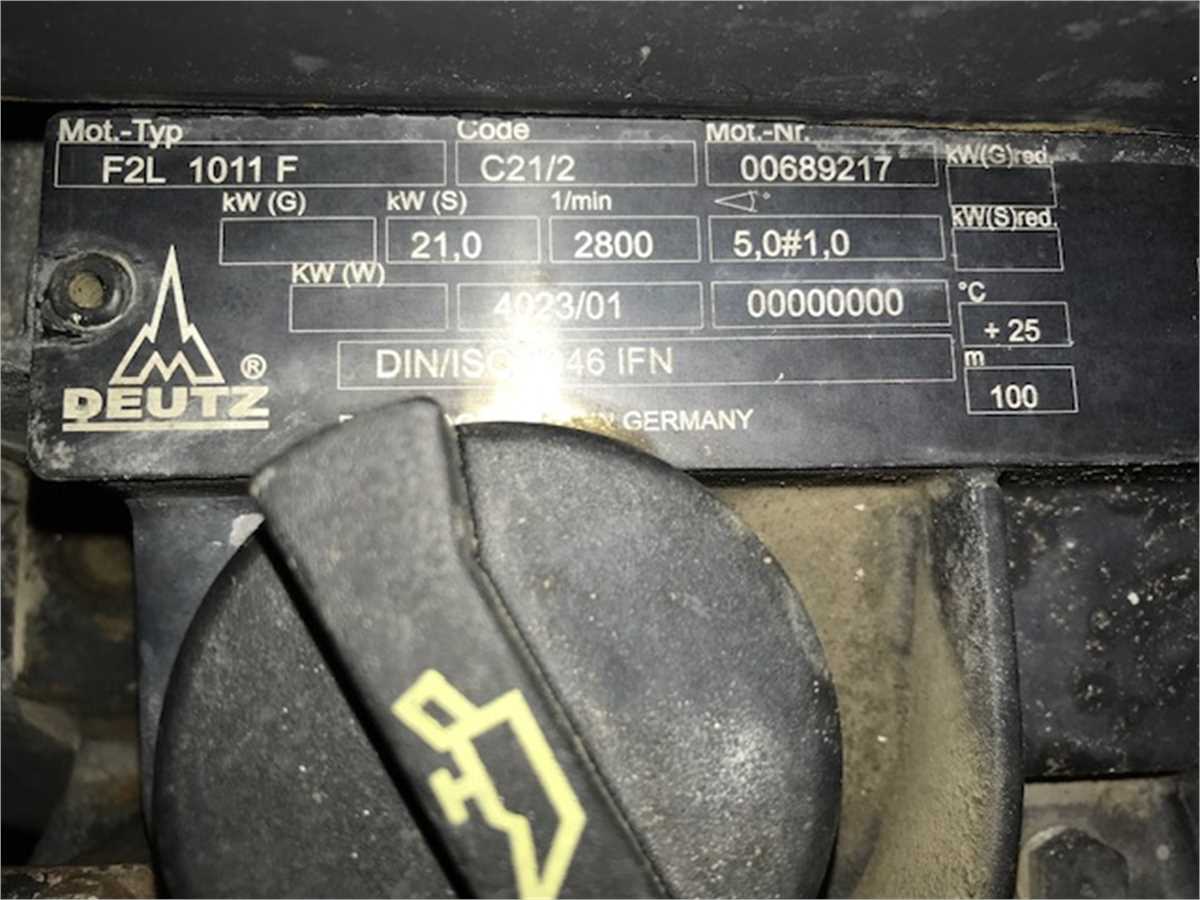 Mot.-Typ Code Mot.-Nr.
F2L 1011 F C21/2 00689217 kW(G)red.
kW (G) kW (S) 1/min ° kW(S)red.
21,0 2800 5,0#1,0
KW (W) °C
4023/01 00000000 + 25
DIN/ISO 46 IFN m
100
DEUTZ ®
GERMANY